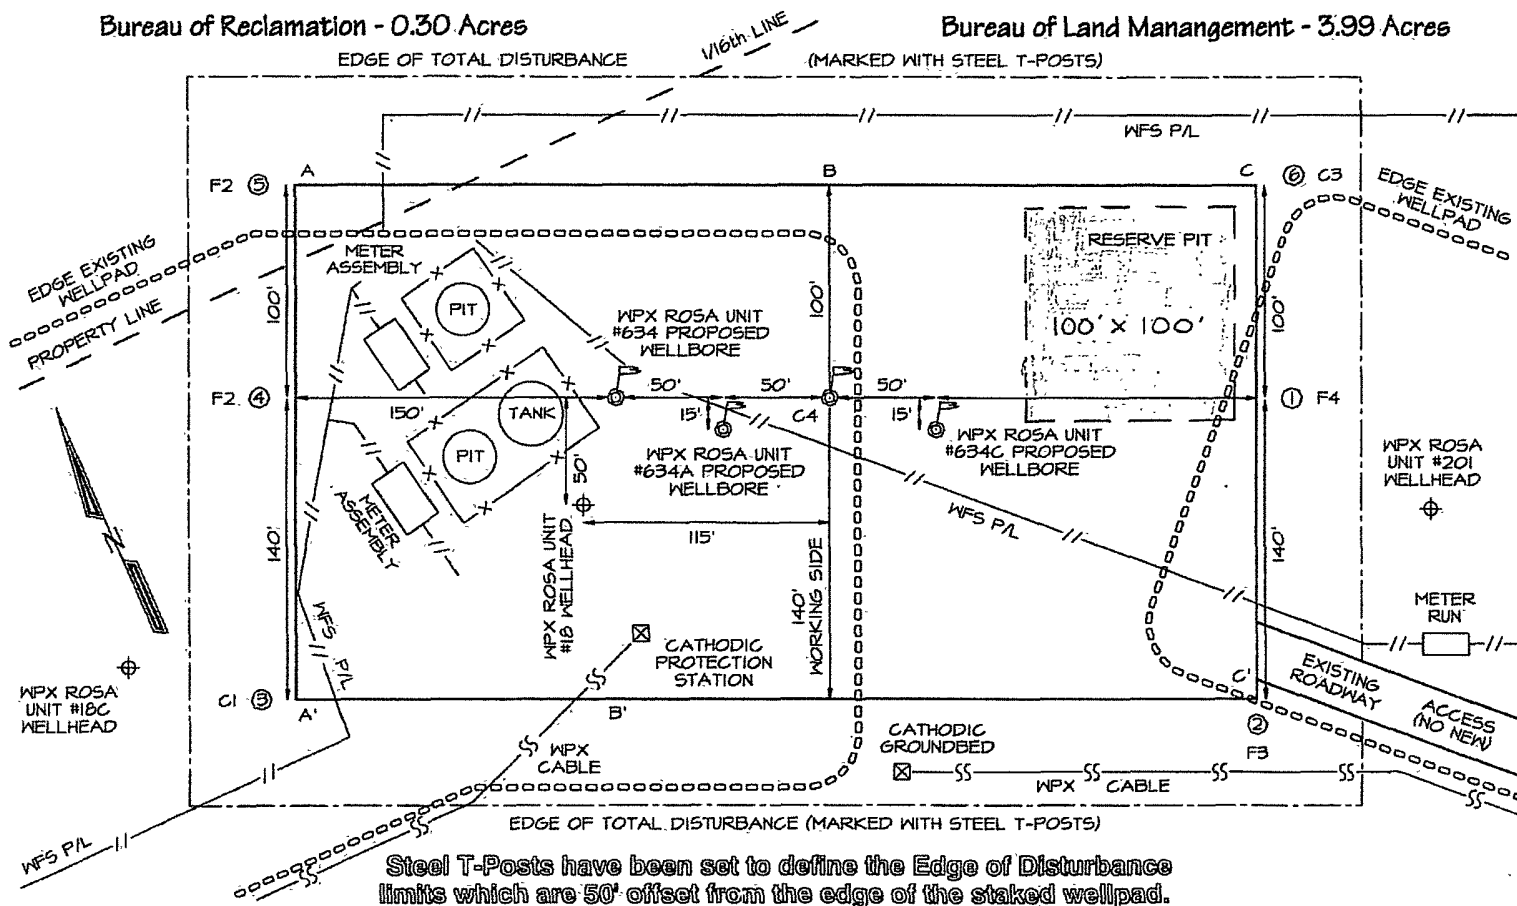 Bureau of Reclamation - 0.30 Acres
Bureau of Land Manangement - 3.99 Acres
1/16th LINE
EDGE OF TOTAL DISTURBANCE
(MARKED WITH STEEL T-POSTS)
WFS P/L
F2 5
A
B
C
6 C3
EDGE EXISTING
WELLPAD
EDGE EXISTING
WELLPAD
PROPERTY LINE
METER
ASSEMBLY
PIT
RESERVE PIT
100' X 100'
100'
100'
100'
WPX ROSA UNIT
#634 PROPOSED
WELLBORE
F2 4
150'
50'
50'
50'
15'
15'
C4
1 F4
TANK
PIT
50'
WPX ROSA UNIT
#634A PROPOSED
WELLBORE
WPX ROSA UNIT
#634C PROPOSED
WELLBORE
WPX ROSA
UNIT #201
WELLHEAD
METER
ASSEMBLY
N
WFS P/L
115'
140'
140'
WORKING SIDE
140'
WPX ROSA UNIT
#18 WELLHEAD
WFS P/L
METER
RUN
CATHODIC
PROTECTION
STATION
WPX ROSA
UNIT #18C
WELLHEAD
C1 3
A'
B'
C'
EXISTING
ROADWAY
ACCESS
(NO NEW)
2
F3
CATHODIC
GROUNDBED
WPX
CABLE
WPX CABLE
WFS P/L
EDGE OF TOTAL DISTURBANCE (MARKED WITH STEEL T-POSTS)
Steel T-Posts have been set to define the Edge of Disturbance
limits which are 50' offset from the edge of the staked wellpad.